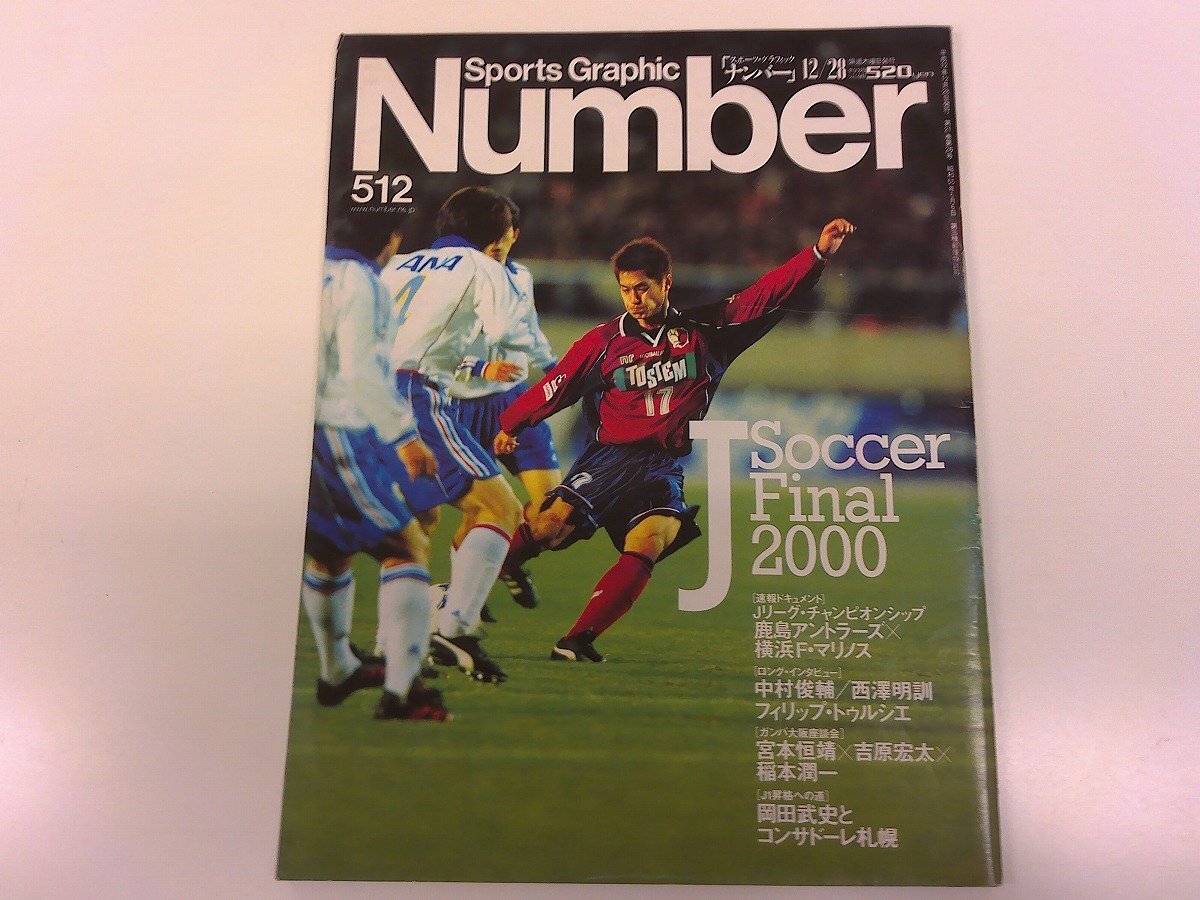 Sports Graphic
「スポーツ・グラフィック
ナンバー」12/28
520yen
Number
512
www.number.ne.jp
ANA
4
TOSTEM
17
J Soccer
Final
2000
[速報ドキュメント]
Jリーグ・チャンピオンシップ
鹿島アントラーズ×
横浜F・マリノス
[ロング・インタビュー]
中村俊輔/西澤明訓
フィリップ・トゥルシエ
[ガンバ大阪座談会]
宮本恒靖×吉原宏太×
稲本潤一
[J1昇格への道]
岡田武史と
コンサドーレ札幌